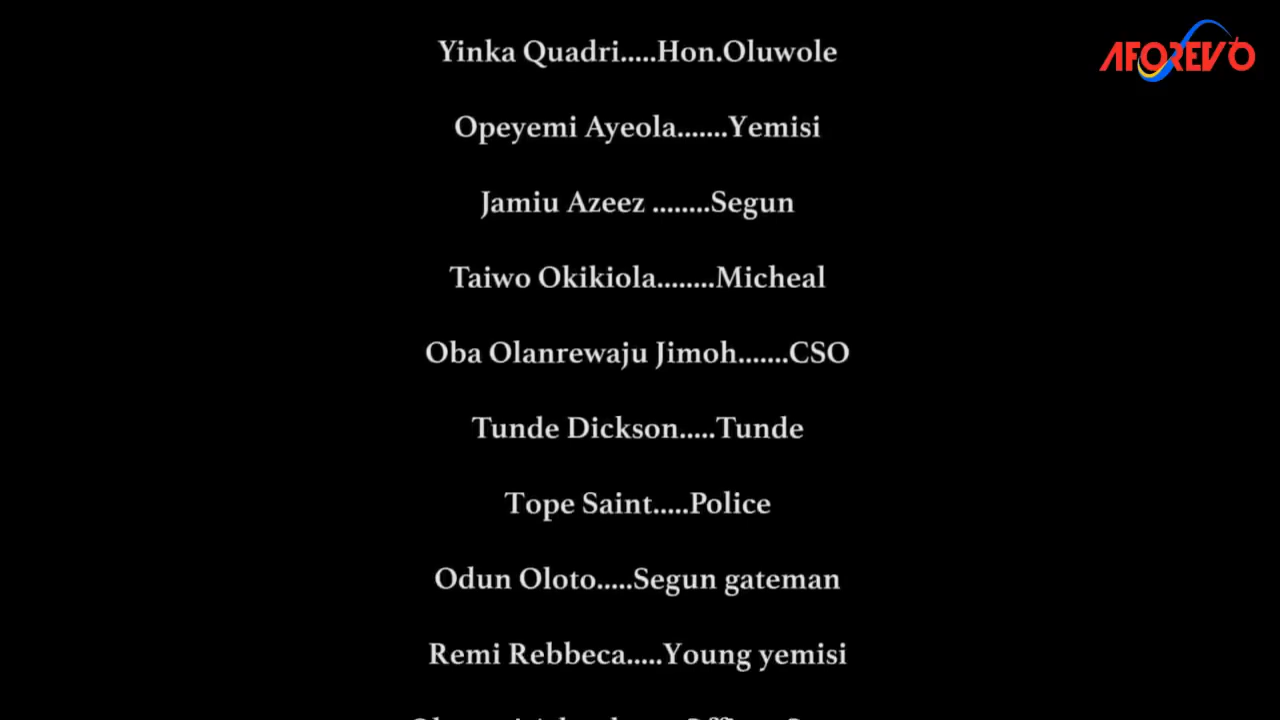 Yinka Quadri.....Hon.Oluwole
AFOREVO
Opeyemi Ayeola.......Yemisi
Jamiu Azeez ........Segun
Taiwo Okikiola........Micheal
Oba Olanrewaju Jimoh.......CSO
Tunde Dickson.....Tunde
Tope Saint.....Police
Odun Oloto.....Segun gateman
Remi Rebbeca.....Young yemisi